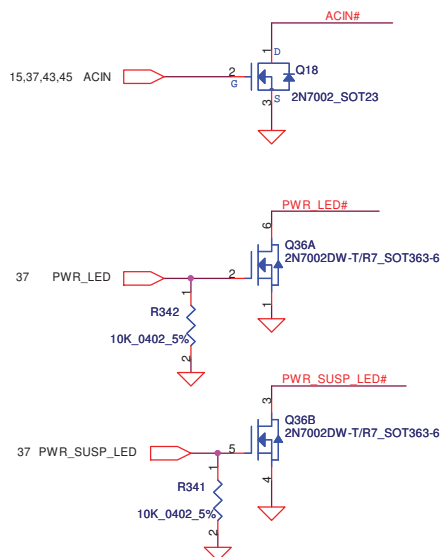 ACIN#
1 D
15,37,43,45 ACIN 2 G Q18
3 S 2N7002_SOT23
PWR_LED#
6
Q36A
2N7002DW-T/R7_SOT363-6
37 PWR_LED 2
1 1
R342
10K_0402_5%
2
PWR_SUSP_LED#
3
Q36B
2N7002DW-T/R7_SOT363-6
37 PWR_SUSP_LED 5
1 4
R341
10K_0402_5%
2